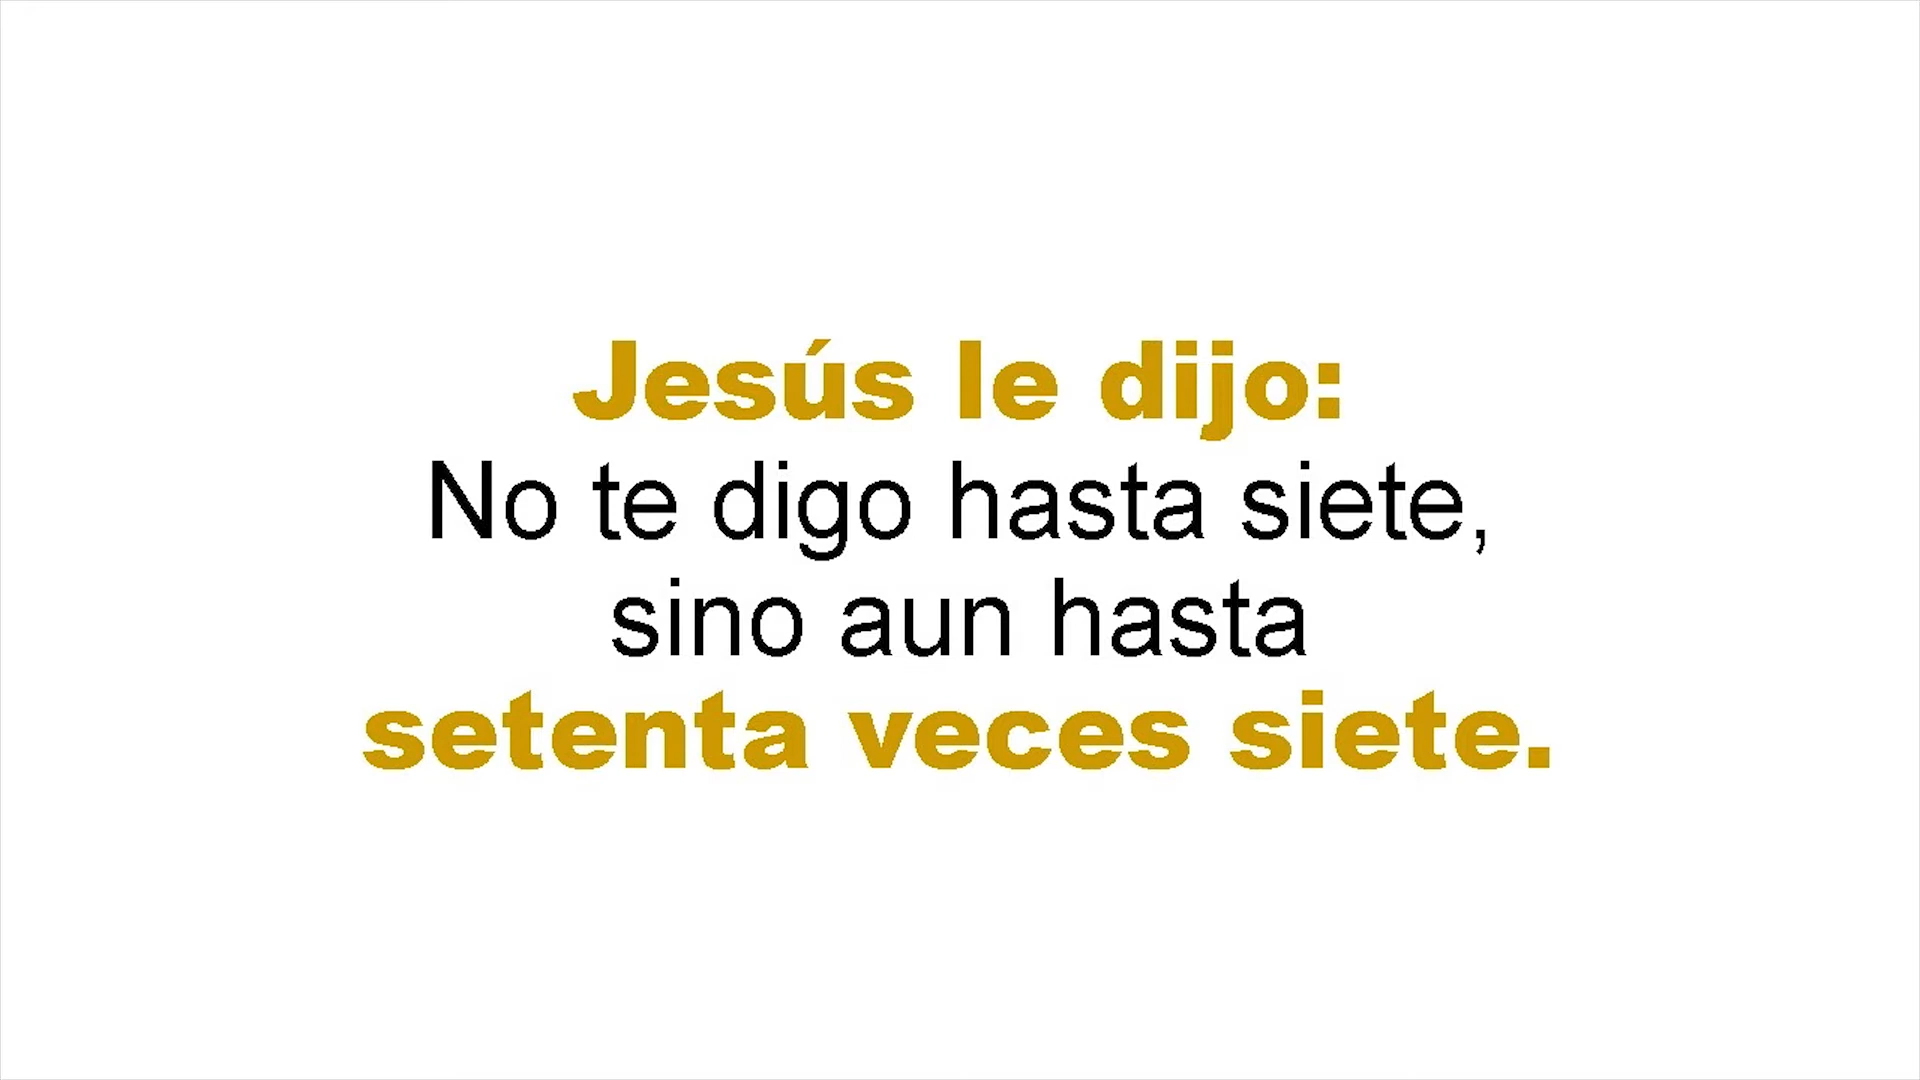 Jesús le dijo:
No te digo hasta siete,
sino aun hasta
setenta veces siete.